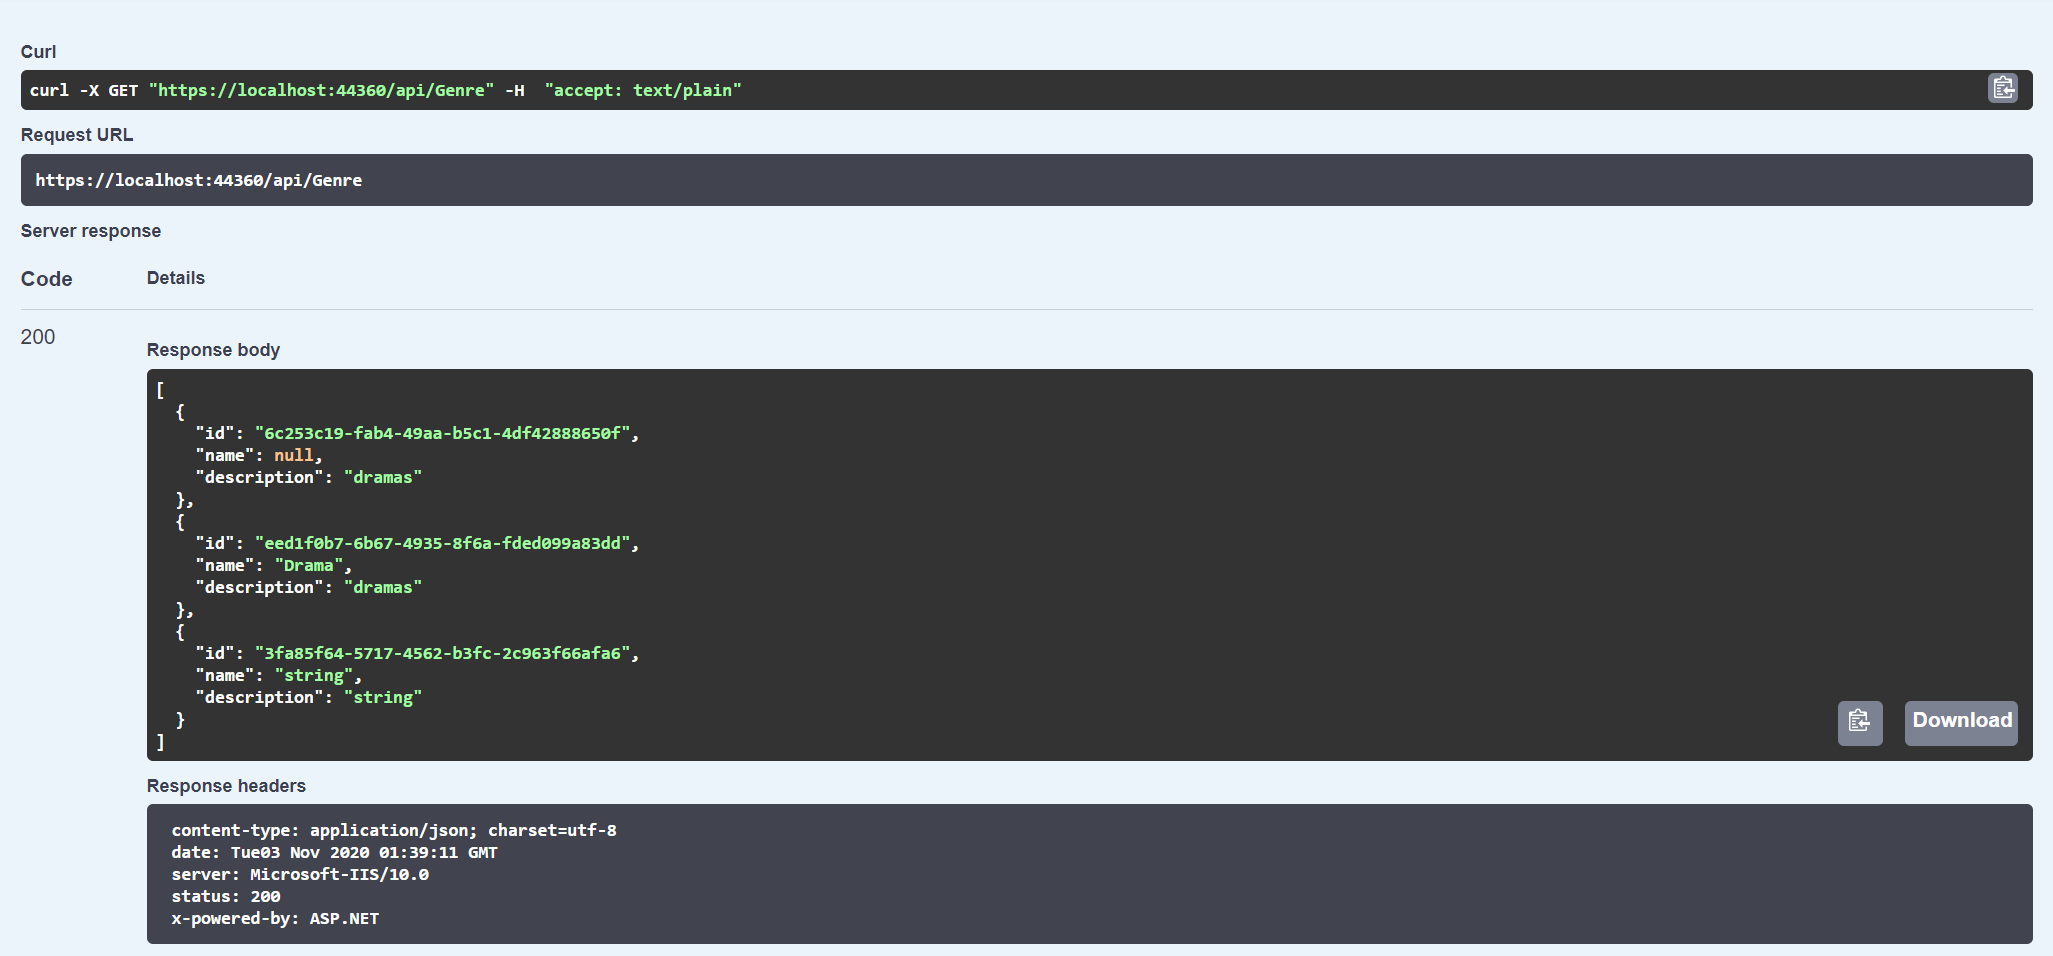 Curl
curl -X GET "https://localhost:44360/api/Genre" -H  "accept: text/plain"
Request URL
https://localhost:44360/api/Genre
Server response
Code Details
200
Response body
[
  {
    "id": "6c253c19-fab4-49aa-b5c1-4df42888650f",
    "name": null,
    "description": "dramas"
  },
  {
    "id": "eed1f0b7-6b67-4935-8f6a-fded099a83dd",
    "name": "Drama",
    "description": "dramas"
  },
  {
    "id": "3fa85f64-5717-4562-b3fc-2c963f66afa6",
    "name": "string",
    "description": "string"
  }
]
Download
Response headers
content-type: application/json; charset=utf-8
date: Tue03 Nov 2020 01:39:11 GMT
server: Microsoft-IIS/10.0
status: 200
x-powered-by: ASP.NET